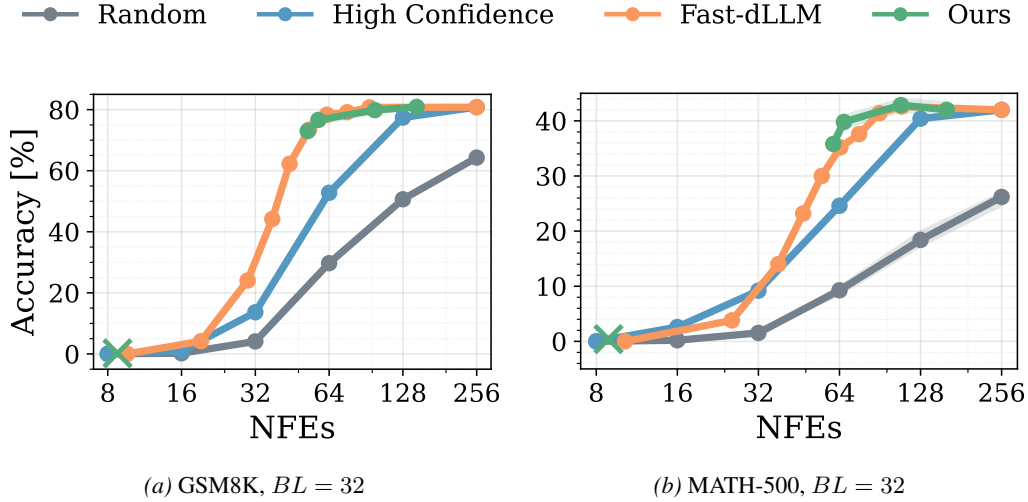 Random High Confidence Fast-dLLM Ours
Accuracy [%]
80
60
40
20
0
8 16 32 64 128 256
NFEs
(a) GSM8K, BL = 32
40
30
20
10
0
8 16 32 64 128 256
NFEs
(b) MATH-500, BL = 32